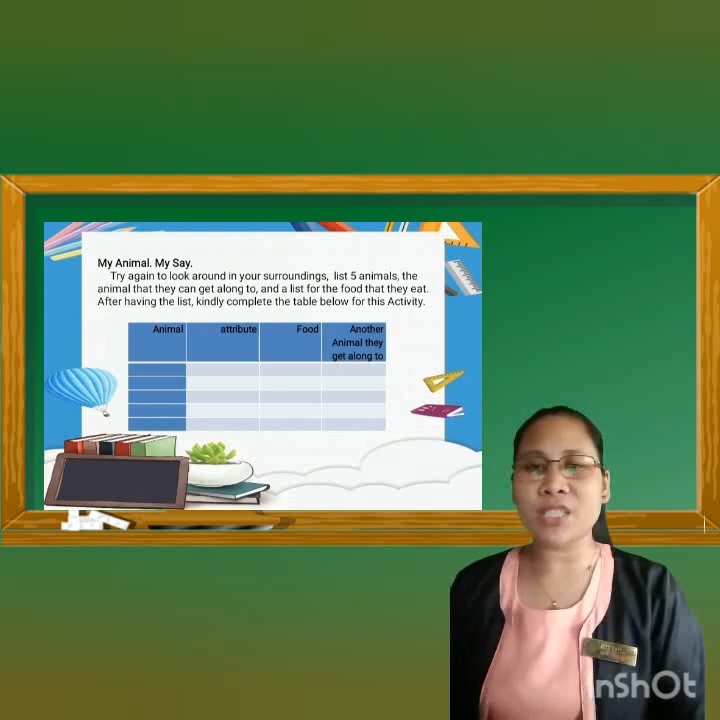 My Animal. My Say.
Try again to look around in your surroundings, list 5 animals, the
animal that they can get along to, and a list for the food that they eat.
After having the list, kindly complete the table below for this Activity.
Animal attribute Food Another
Animal they
get along to
InShOt